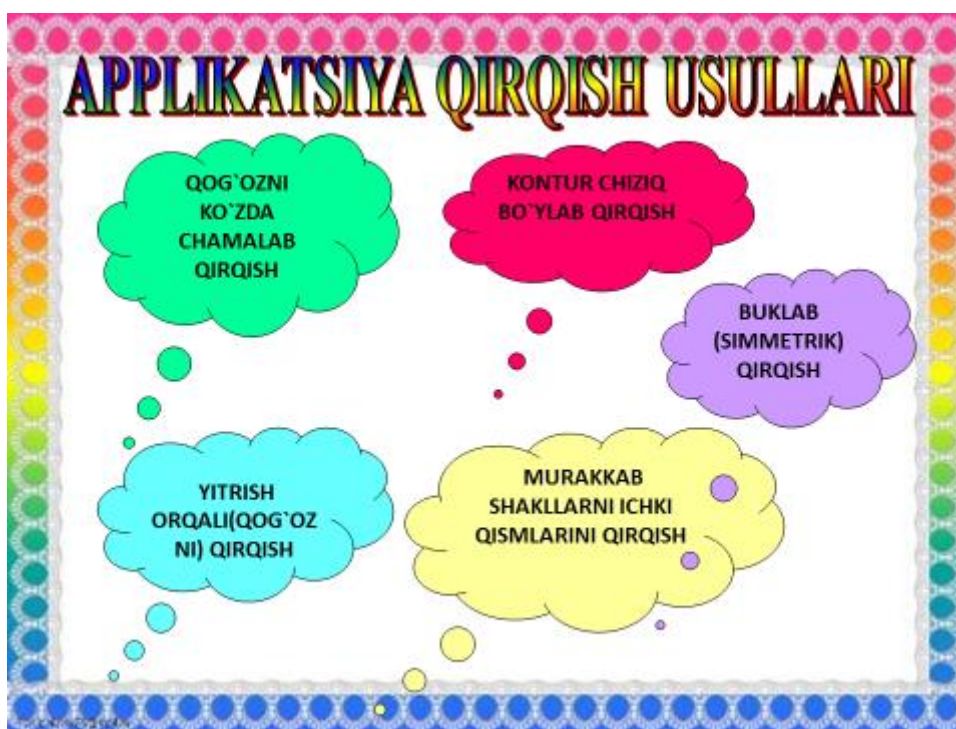 APPLIKATSIYA QIRQISH USULLARI
QOG`OZNI
KO`ZDA
CHAMALAB
QIRQISH
KONTUR CHIZIQ
BO`YLAB QIRQISH
BUKLAB
(SIMMETRIK)
QIRQISH
YITRISH
ORQALI(QOG`OZ
NI) QIRQISH
MURAKKAB
SHAKLLARNI ICHKI
QISMLARINI QIRQISH